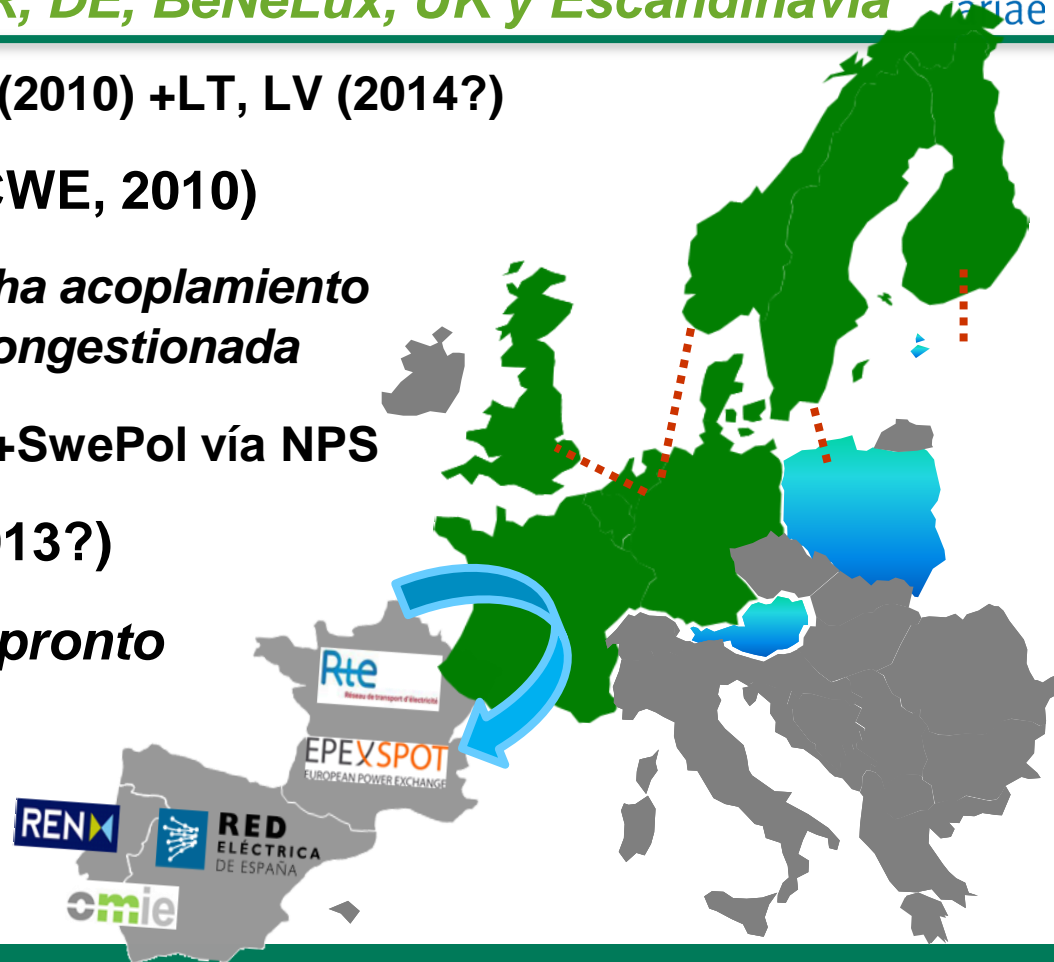 R, DE, BeNeLux, UK y Escandinavia
ariae
(2010) +LT, LV (2014?)
CWE, 2010)
ha acoplamiento
ongestionada
+SwePol vía NPS
013?)
pronto
Rte
Réseau de transport d'électricité
EPEXSPOT
EUROPEAN POWER EXCHANGE
REN
RED
ELÉCTRICA
DE ESPAÑA
omie